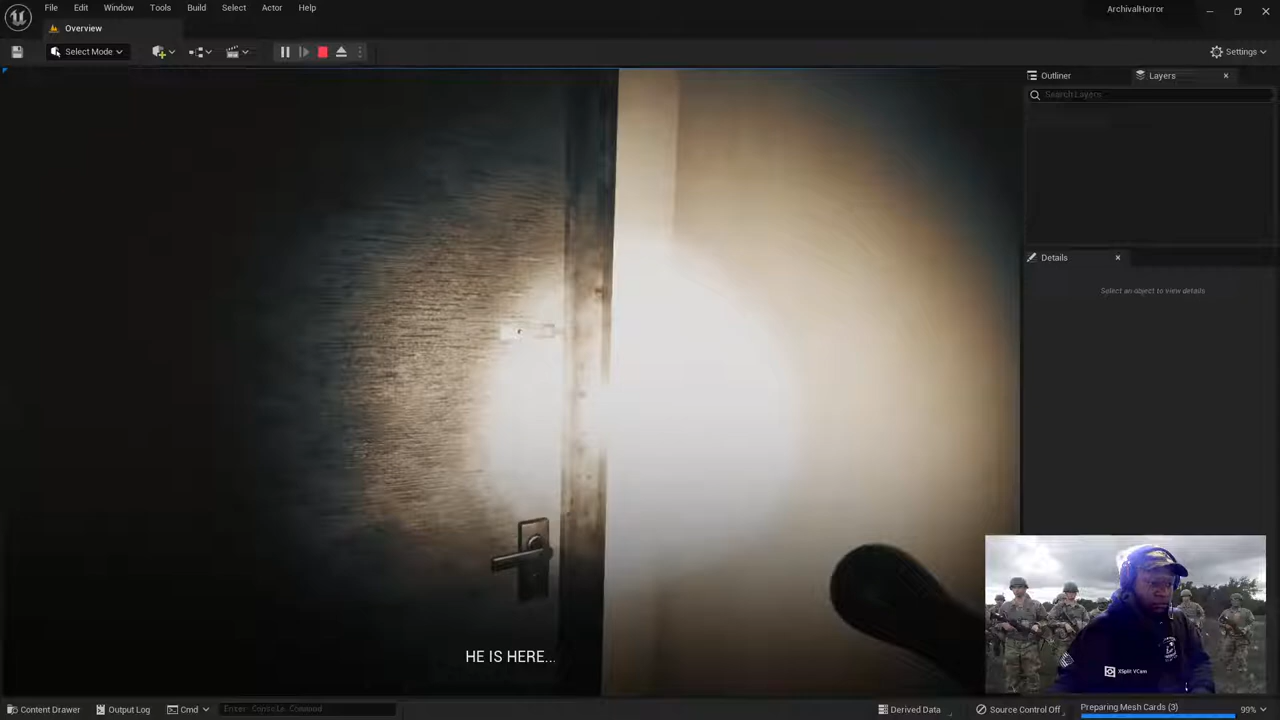 File Edit Window Tools Build Select Actor Help
ArchivalHorror
Overview
Select Mode
Settings
Outliner
Layers
Search Layers
Details
Select an object to view details
HE IS HERE...
XSplit VCam
Content Drawer
Output Log
Cmd
Enter Console Command
Derived Data
Source Control Off
Preparing Mesh Cards (3)
99%